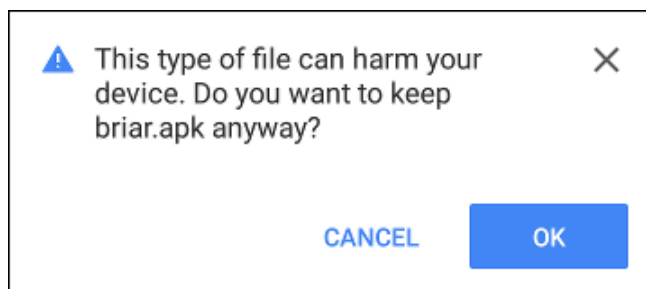 This type of file can harm your
device. Do you want to keep
briar.apk anyway?
CANCEL OK